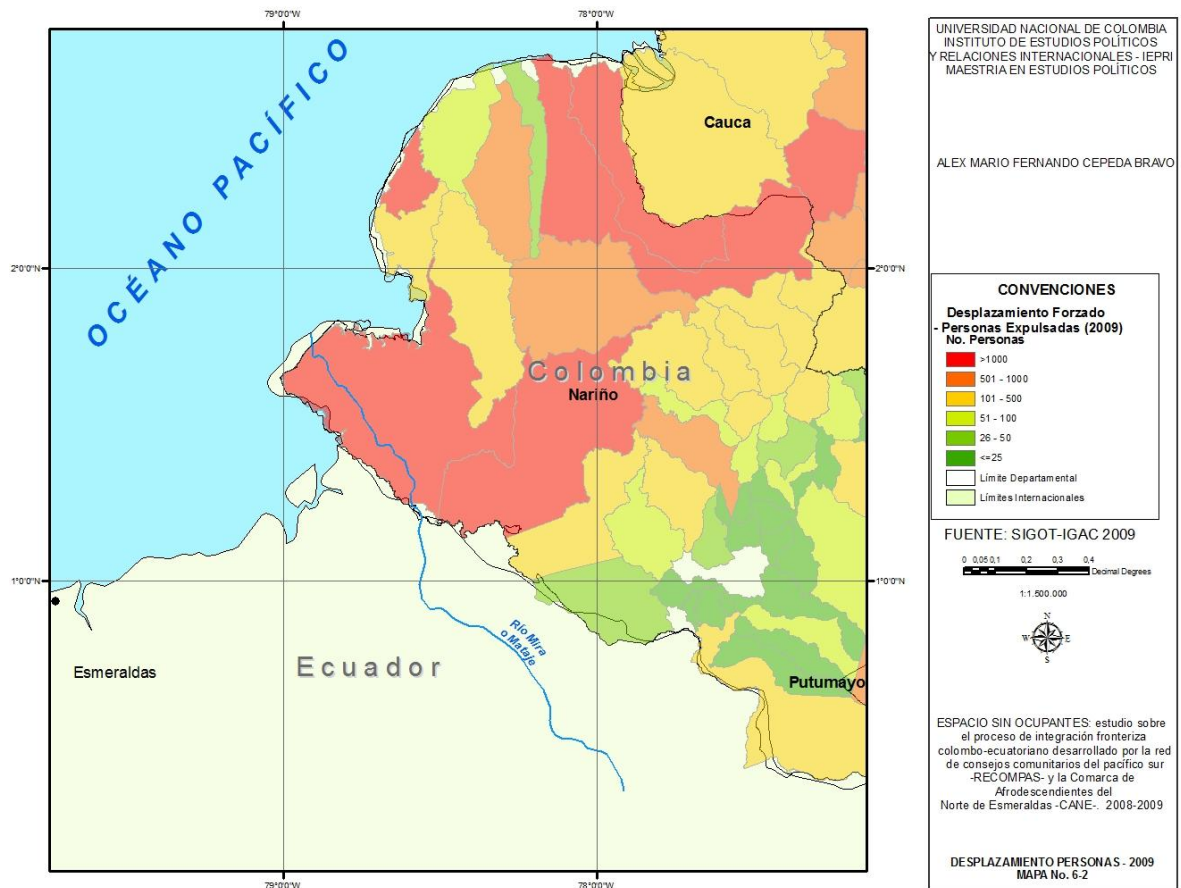 79°0'0"W
78°0'0"W
OCÉANO PACÍFICO
Cauca
2°0'0"N
2°0'0"N
Colombia
Nariño
1°0'0"N
1°0'0"N
Río Mira
o Mataje
Esmeraldas
Ecuador
Putumayo
79°0'0"W
78°0'0"W
UNIVERSIDAD NACIONAL DE COLOMBIA
INSTITUTO DE ESTUDIOS POLÍTICOS
Y RELACIONES INTERNACIONALES - IEPRI
MAESTRIA EN ESTUDIOS POLÍTICOS
ALEX MARIO FERNANDO CEPEDA BRAVO
CONVENCIONES
Desplazamiento Forzado
- Personas Expulsadas (2009)
No. Personas
>1000
501 - 1000
101 - 500
51 - 100
26 - 50
<=25
Límite Departamental
Límites Internacionales
FUENTE: SIGOT-IGAC 2009
0 0,05 0,1 0,2 0,3 0,4
Decimal Degrees
1:1.500.000
N
W E
S
ESPACIO SIN OCUPANTES: estudio sobre
el proceso de integración fronteriza
colombo-ecuatoriano desarrollado por la red
de consejos comunitarios del pacífico sur
-RECOMPAS- y la Comarca de
Afrodescendientes del
Norte de Esmeraldas -CANE-. 2008-2009
DESPLAZAMIENTO PERSONAS - 2009
MAPA No. 6-2